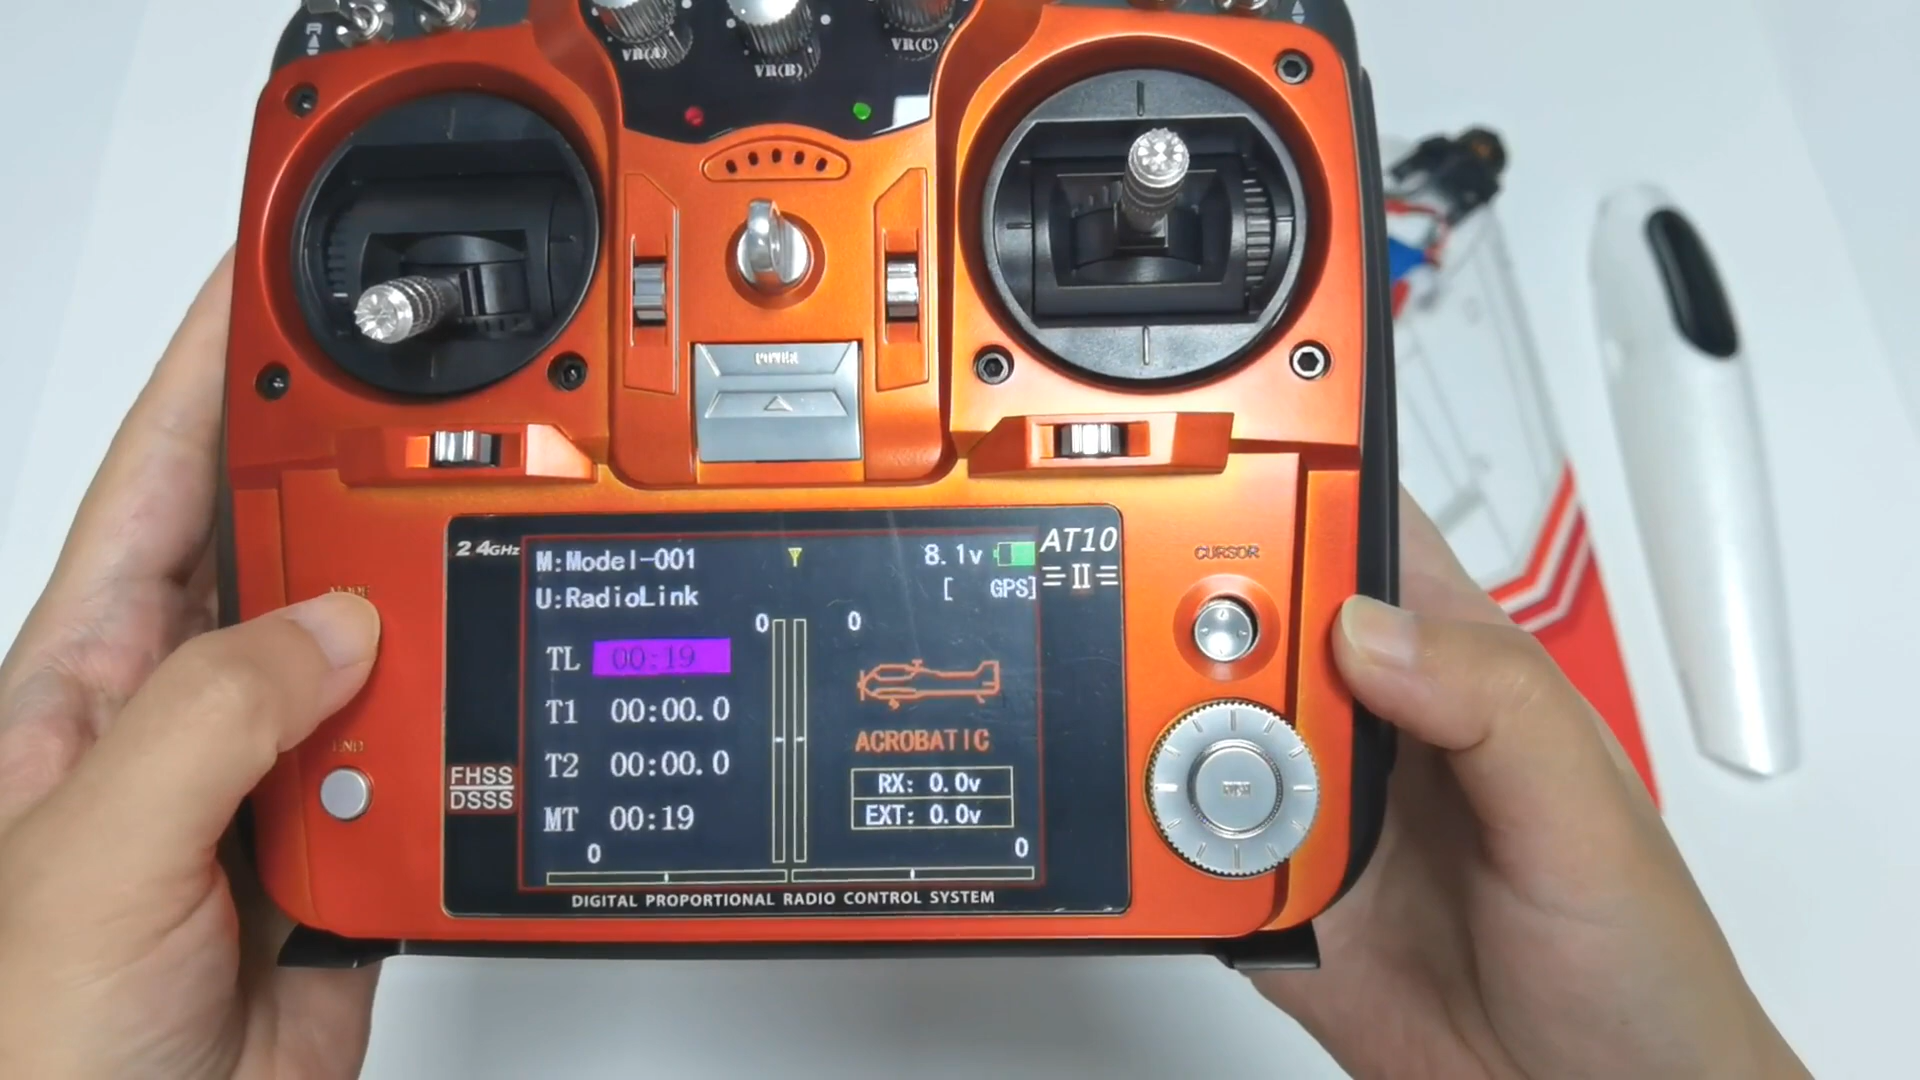 VR(A)
VR(B)
VR(C)
POWER
2.4GHz
AT10
II
CURSOR
M:Model-001
8.1v
U:RadioLink
[ GPS]
0
0
TL 00:19
T1 00:00.0
T2 00:00.0
MT 00:19
ACROBATIC
RX: 0.0v
EXT: 0.0v
0
0
END
FHSS
DSSS
DIGITAL PROPORTIONAL RADIO CONTROL SYSTEM